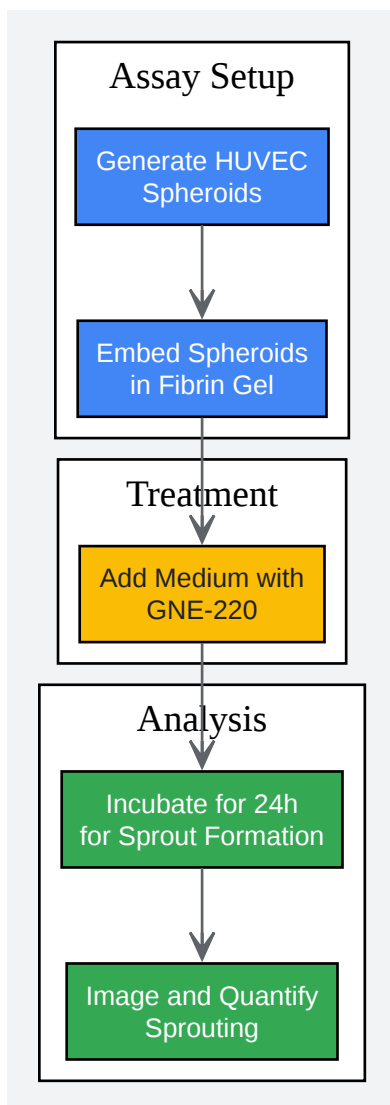 Assay Setup
Generate HUVEC
Spheroids
Embed Spheroids
in Fibrin Gel
Treatment
Add Medium with
GNE-220
Analysis
Incubate for 24h
for Sprout Formation
Image and Quantify
Sprouting